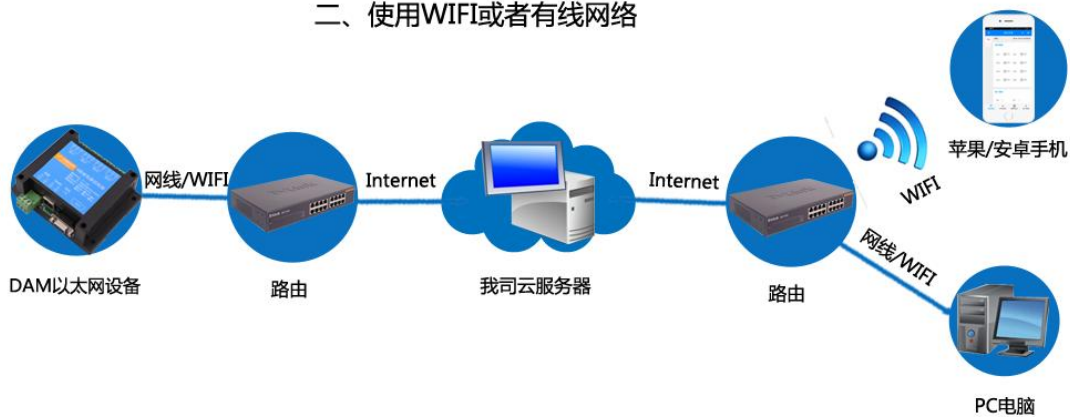 二、使用WIFI或者有线网络
苹果/安卓手机
网线/WIFI
Internet
Internet
WIFI
网线/WIFI
DAM以太网设备
路由
我司云服务器
路由
PC电脑